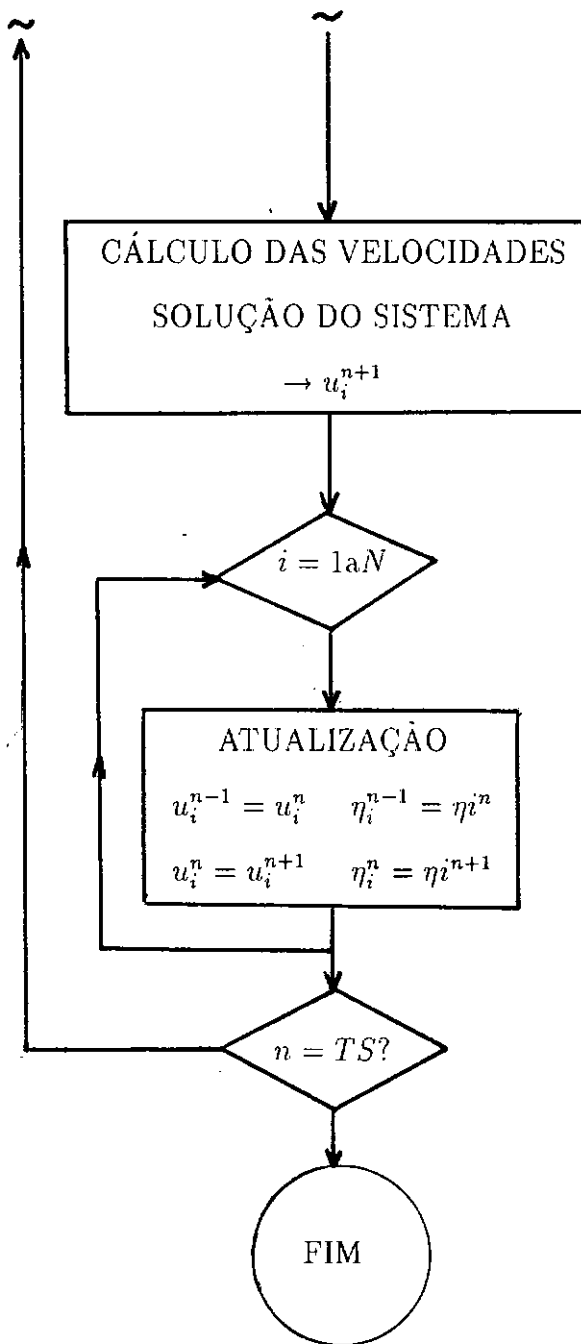 ~ ~
CÁLCULO DAS VELOCIDADES
SOLUÇÃO DO SISTEMA
→ u_i^{n+1}
i = 1aN
ATUALIZAÇÃO
u_i^{n-1} = u_i^n η_i^{n-1} = ηi^n
u_i^n = u_i^{n+1} η_i^n = ηi^{n+1}
n = TS?
FIM